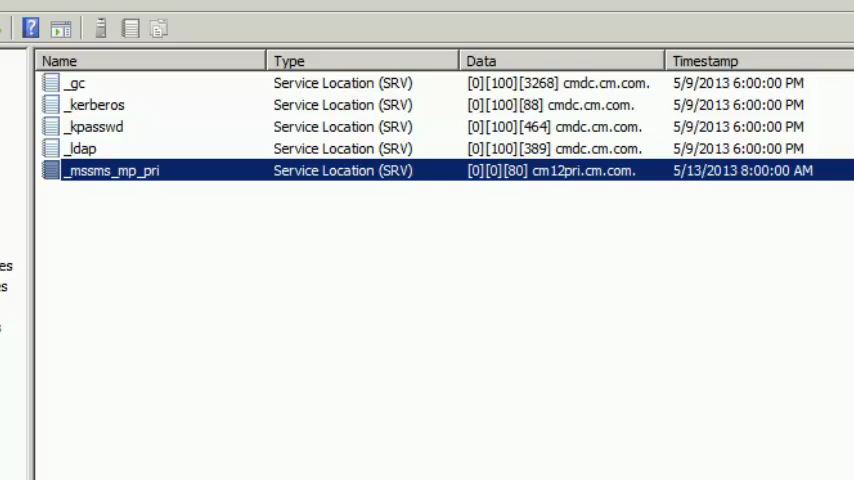 Name Type Data Timestamp
_gc Service Location (SRV) [0][100][3268] cmdc.cm.com. 5/9/2013 6:00:00 PM
_kerberos Service Location (SRV) [0][100][88] cmdc.cm.com. 5/9/2013 6:00:00 PM
_kpasswd Service Location (SRV) [0][100][464] cmdc.cm.com. 5/9/2013 6:00:00 PM
_ldap Service Location (SRV) [0][100][389] cmdc.cm.com. 5/9/2013 6:00:00 PM
_mssms_mp_pri Service Location (SRV) [0][0][80] cm12pri.cm.com. 5/13/2013 8:00:00 AM
es